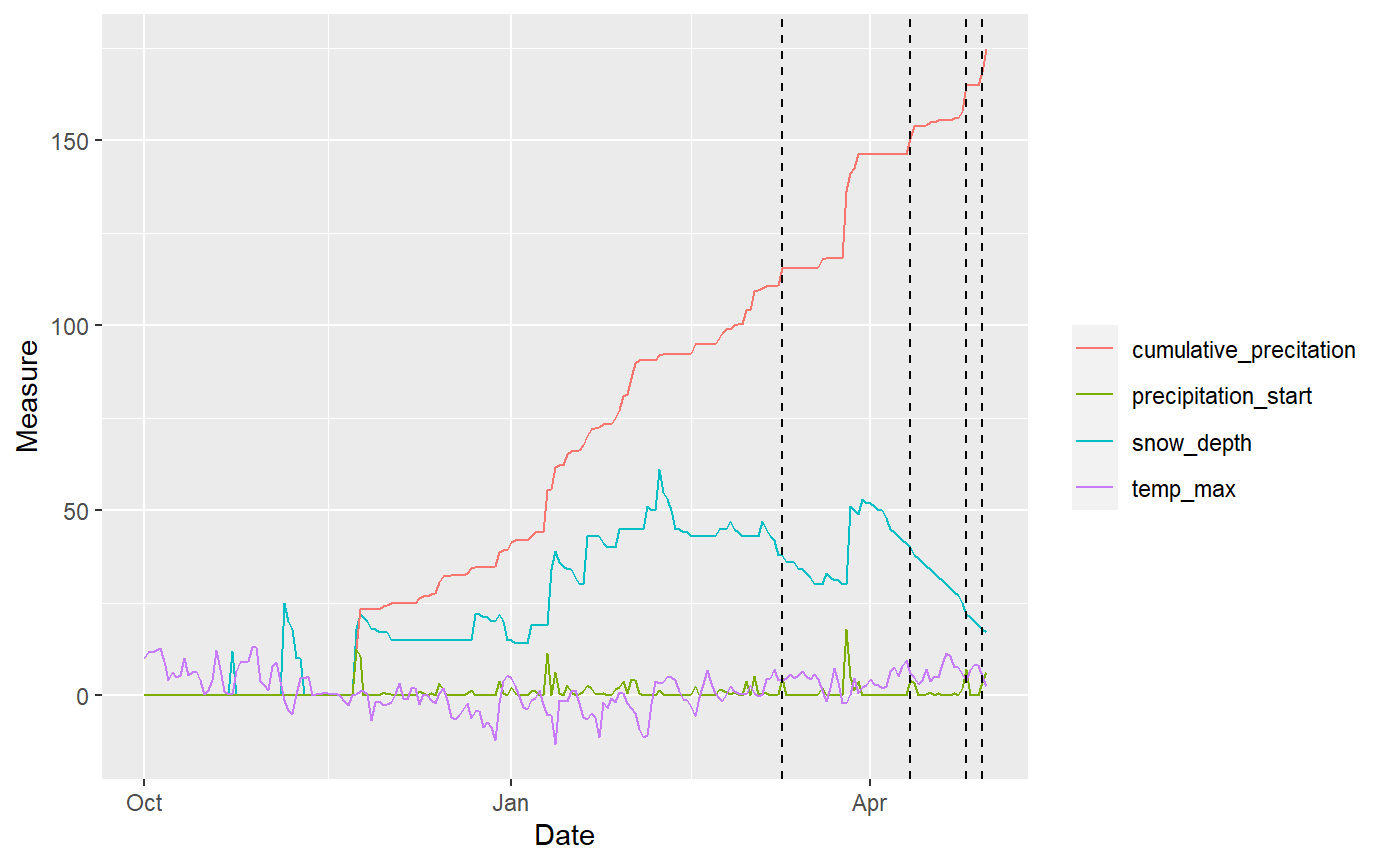 Measure
150
100
50
0
Oct
Jan
Apr
Date
cumulative_precitation
precipitation_start
snow_depth
temp_max